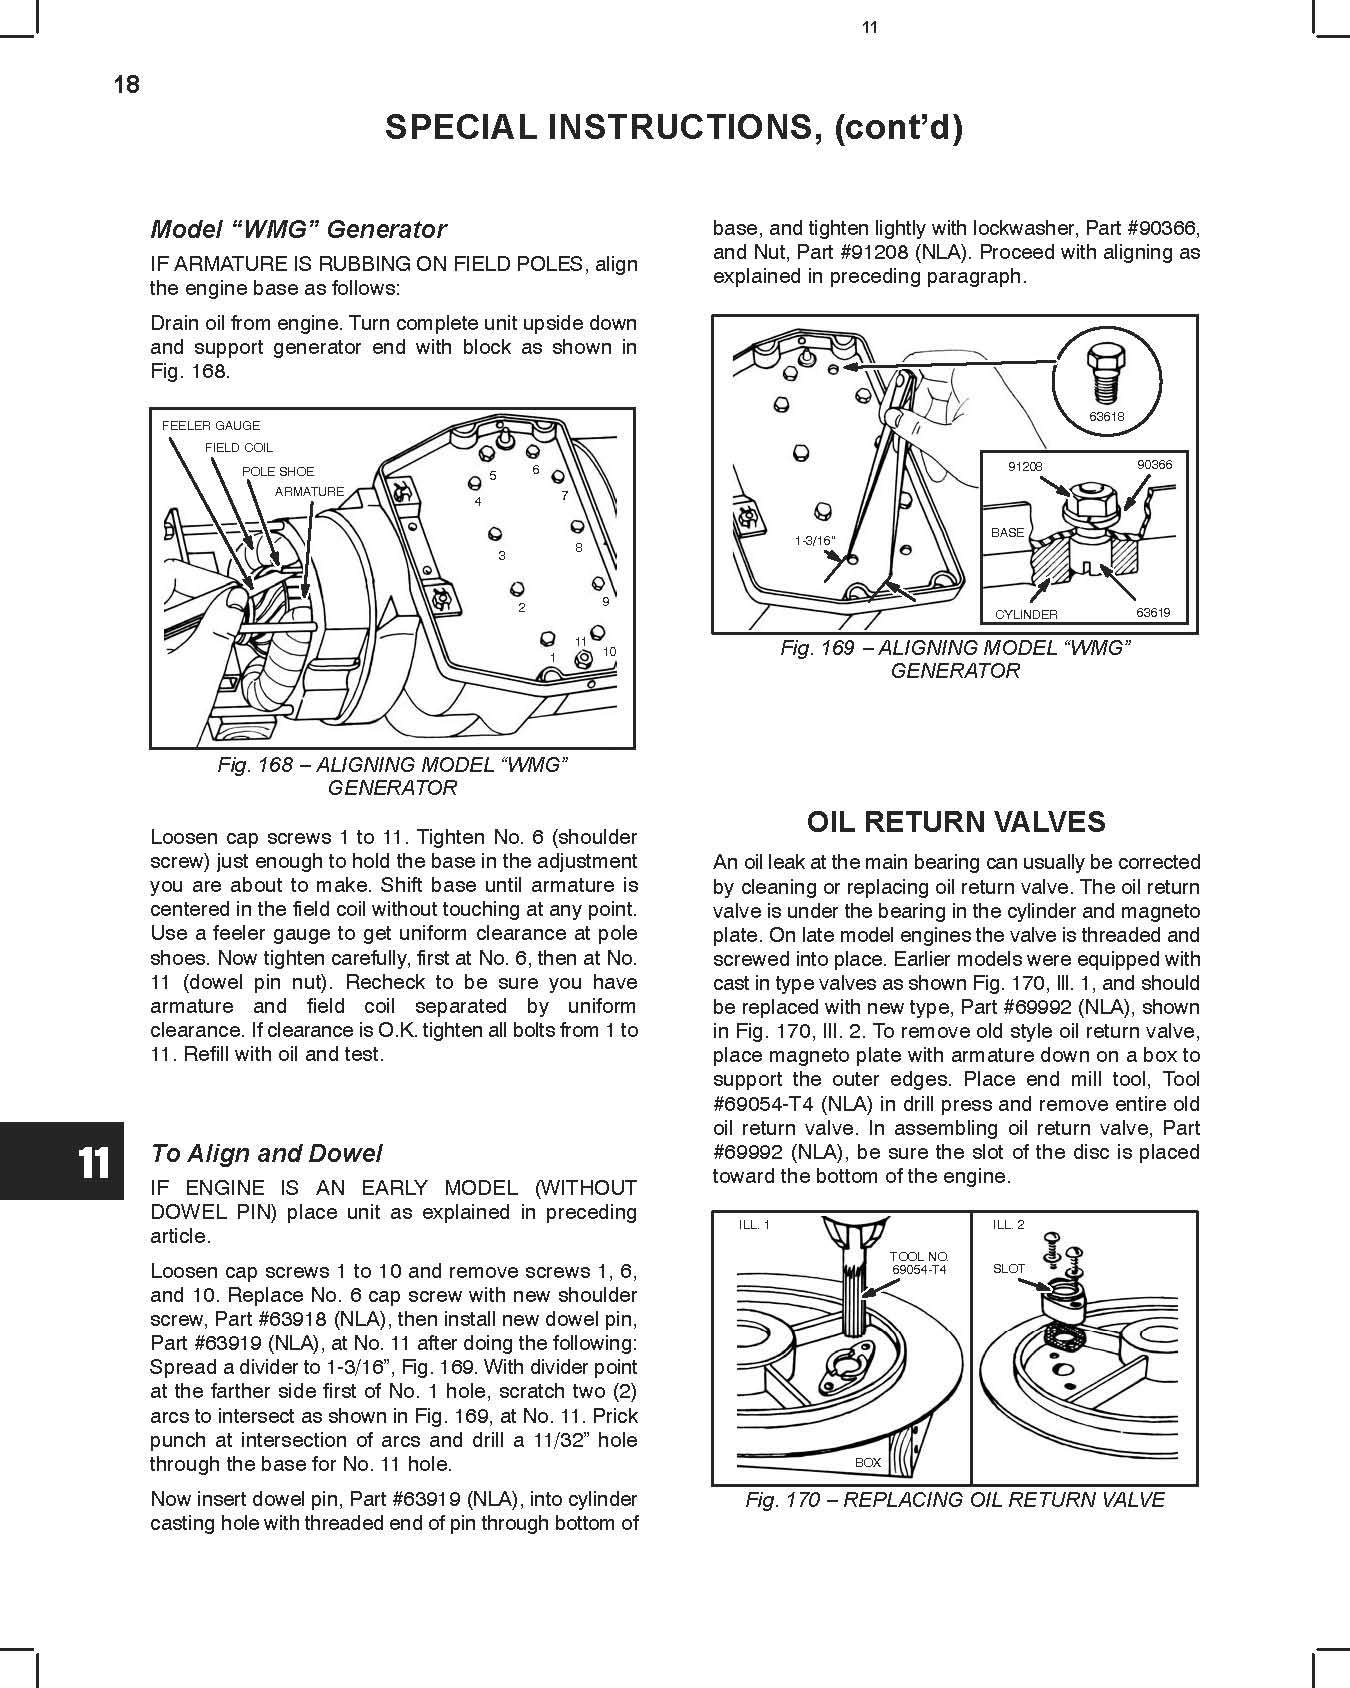 11
18
SPECIAL INSTRUCTIONS, (cont’d)
Model “WMG” Generator
IF ARMATURE IS RUBBING ON FIELD POLES, align
the engine base as follows:
Drain oil from engine. Turn complete unit upside down
and support generator end with block as shown in
Fig. 168.
FEELER GAUGE
FIELD COIL
POLE SHOE
ARMATURE
5
6
4
7
3
8
2
9
11
1
10
Fig. 168 – ALIGNING MODEL “WMG”
GENERATOR
Loosen cap screws 1 to 11. Tighten No. 6 (shoulder
screw) just enough to hold the base in the adjustment
you are about to make. Shift base until armature is
centered in the field coil without touching at any point.
Use a feeler gauge to get uniform clearance at pole
shoes. Now tighten carefully, first at No. 6, then at No.
11 (dowel pin nut). Recheck to be sure you have
armature and field coil separated by uniform
clearance. If clearance is O.K. tighten all bolts from 1 to
11. Refill with oil and test.
11
To Align and Dowel
IF ENGINE IS AN EARLY MODEL (WITHOUT
DOWEL PIN) place unit as explained in preceding
article.
Loosen cap screws 1 to 10 and remove screws 1, 6,
and 10. Replace No. 6 cap screw with new shoulder
screw, Part #63918 (NLA), then install new dowel pin,
Part #63919 (NLA), at No. 11 after doing the following:
Spread a divider to 1-3/16”, Fig. 169. With divider point
at the farther side first of No. 1 hole, scratch two (2)
arcs to intersect as shown in Fig. 169, at No. 11. Prick
punch at intersection of arcs and drill a 11/32” hole
through the base for No. 11 hole.
Now insert dowel pin, Part #63919 (NLA), into cylinder
casting hole with threaded end of pin through bottom of
base, and tighten lightly with lockwasher, Part #90366,
and Nut, Part #91208 (NLA). Proceed with aligning as
explained in preceding paragraph.
63618
91208
90366
1-3/16”
BASE
CYLINDER
63619
Fig. 169 – ALIGNING MODEL “WMG”
GENERATOR
OIL RETURN VALVES
An oil leak at the main bearing can usually be corrected
by cleaning or replacing oil return valve. The oil return
valve is under the bearing in the cylinder and magneto
plate. On late model engines the valve is threaded and
screwed into place. Earlier models were equipped with
cast in type valves as shown Fig. 170, Ill. 1, and should
be replaced with new type, Part #69992 (NLA), shown
in Fig. 170, Ill. 2. To remove old style oil return valve,
place magneto plate with armature down on a box to
support the outer edges. Place end mill tool, Tool
#69054-T4 (NLA) in drill press and remove entire old
oil return valve. In assembling oil return valve, Part
#69992 (NLA), be sure the slot of the disc is placed
toward the bottom of the engine.
ILL. 1
TOOL NO.
69054-T4
BOX
ILL. 2
SLOT
Fig. 170 – REPLACING OIL RETURN VALVE